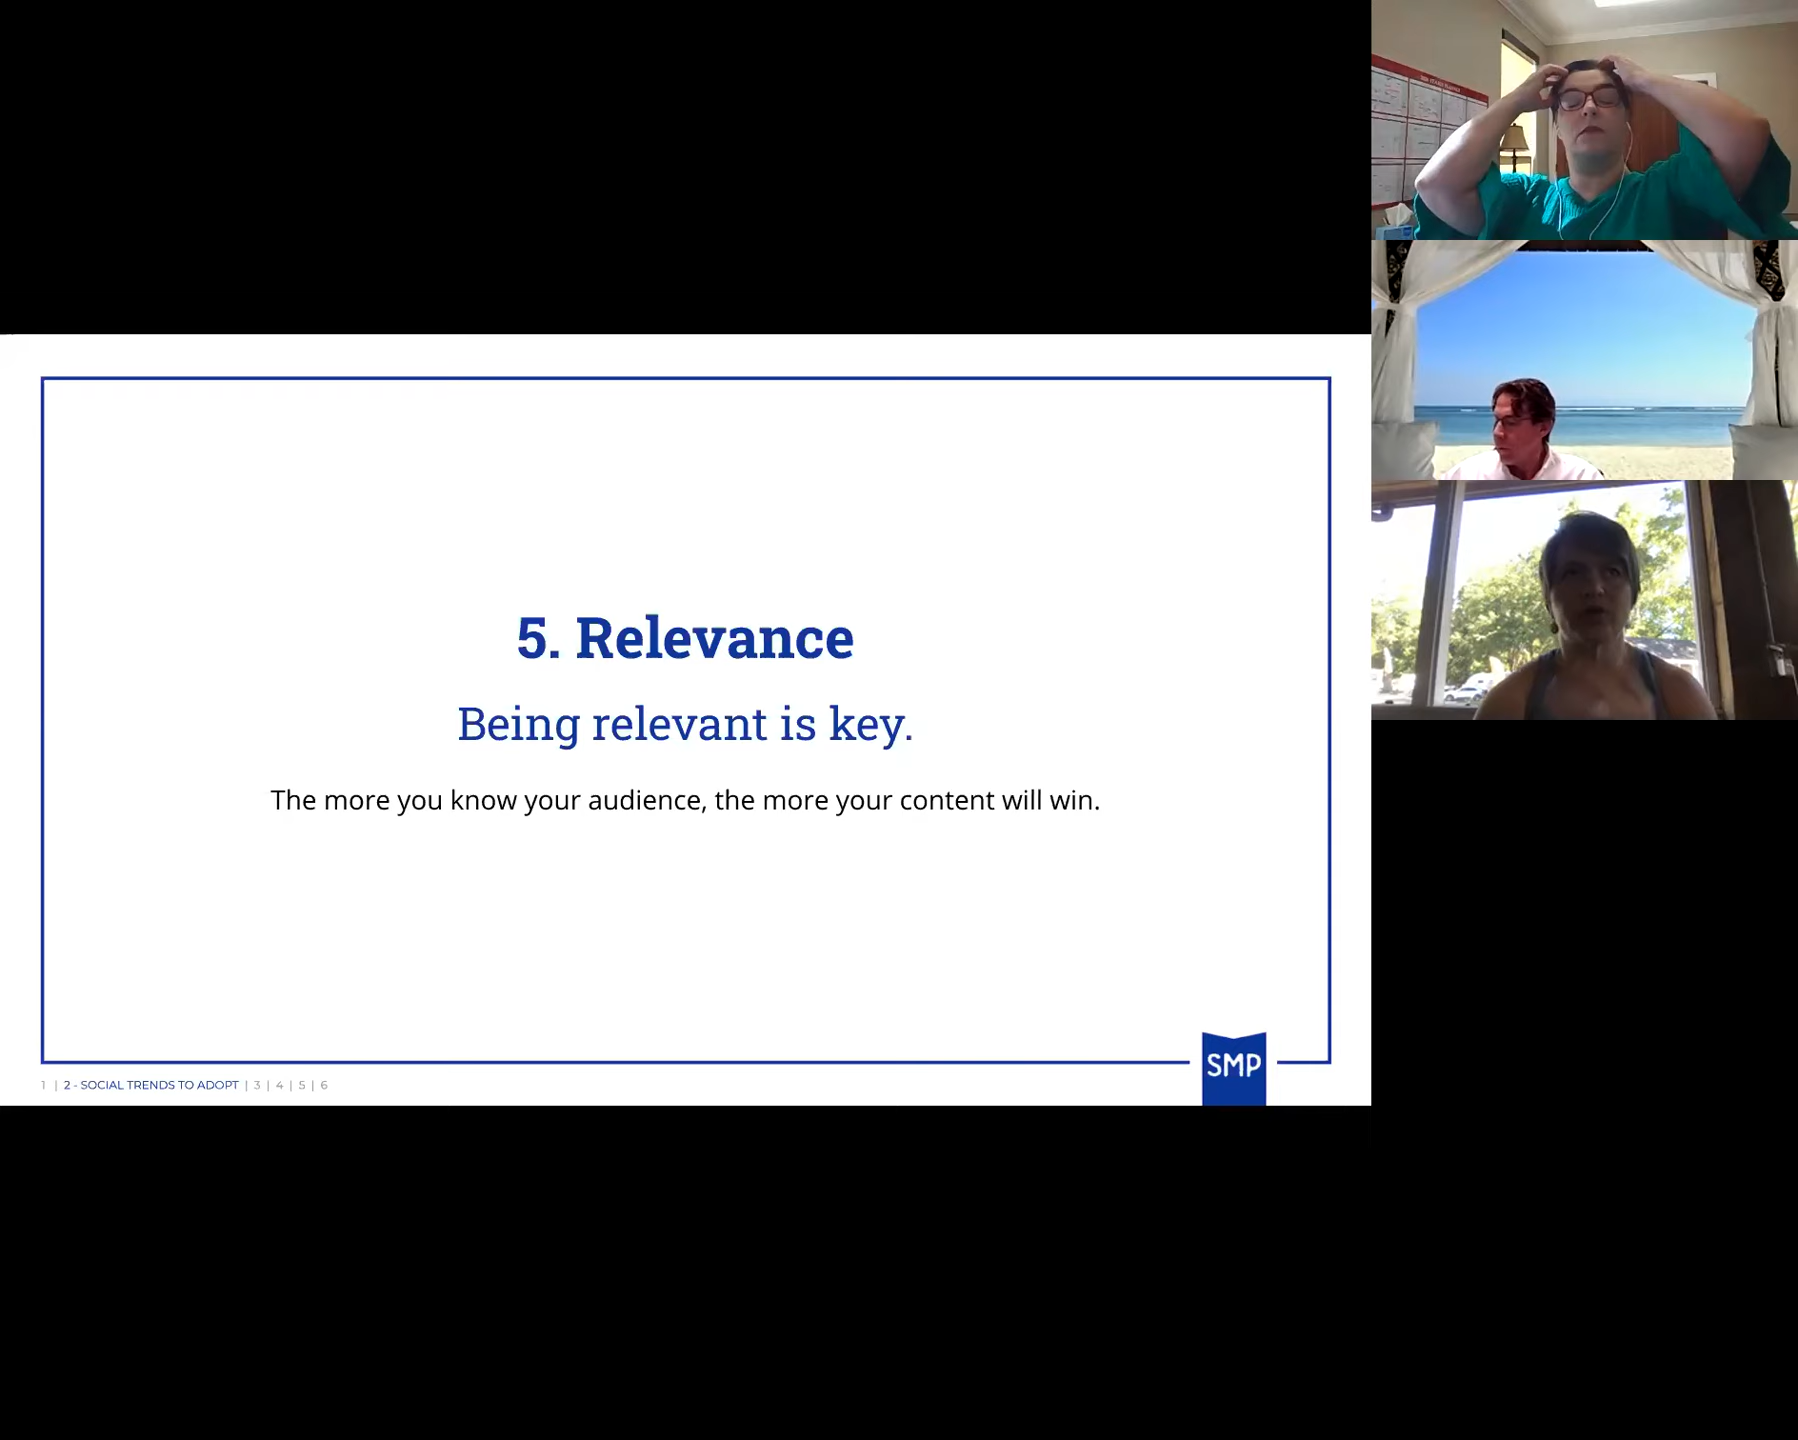 5. Relevance
Being relevant is key.
The more you know your audience, the more your content will win.
SMP
1 | 2 - SOCIAL TRENDS TO ADOPT | 3 | 4 | 5 | 6